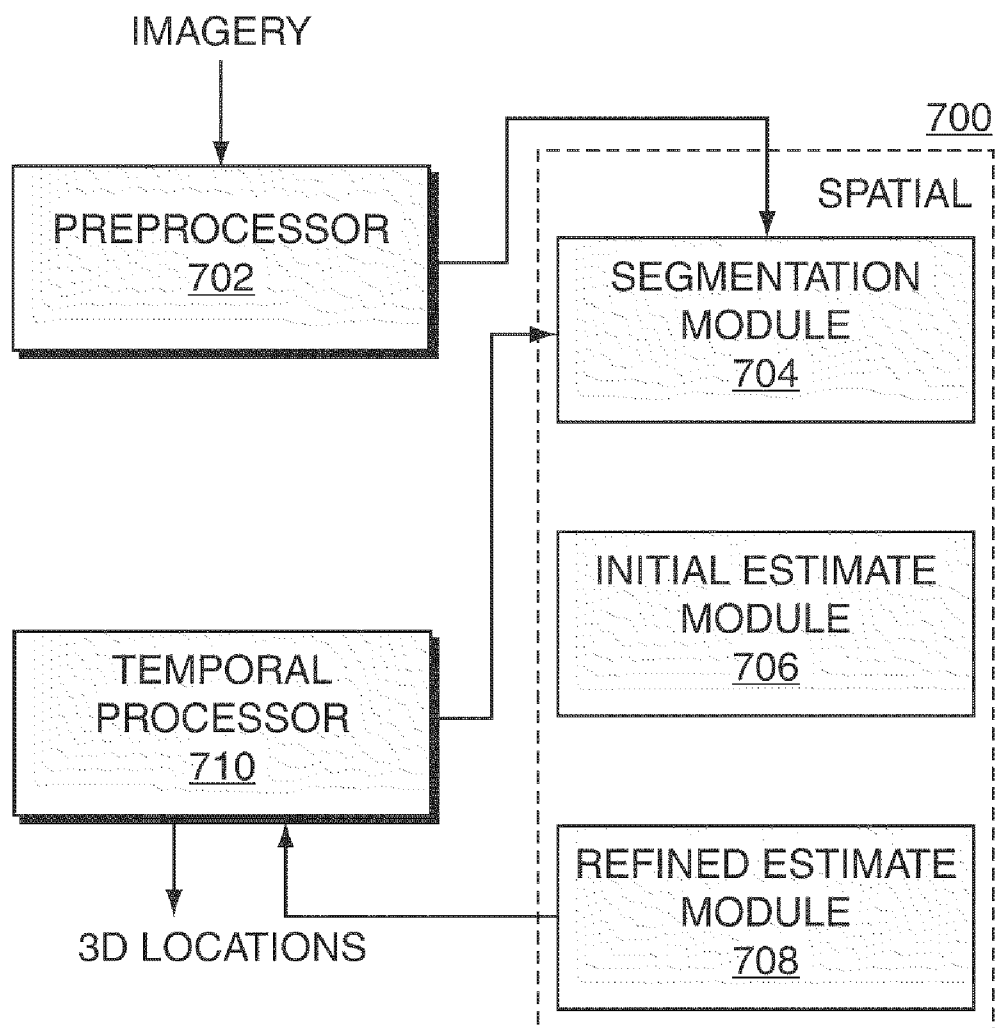 IMAGERY
700
PREPROCESSOR
702
SPATIAL
SEGMENTATION
MODULE
704
INITIAL ESTIMATE
MODULE
706
TEMPORAL
PROCESSOR
710
REFINED ESTIMATE
MODULE
708
3D LOCATIONS